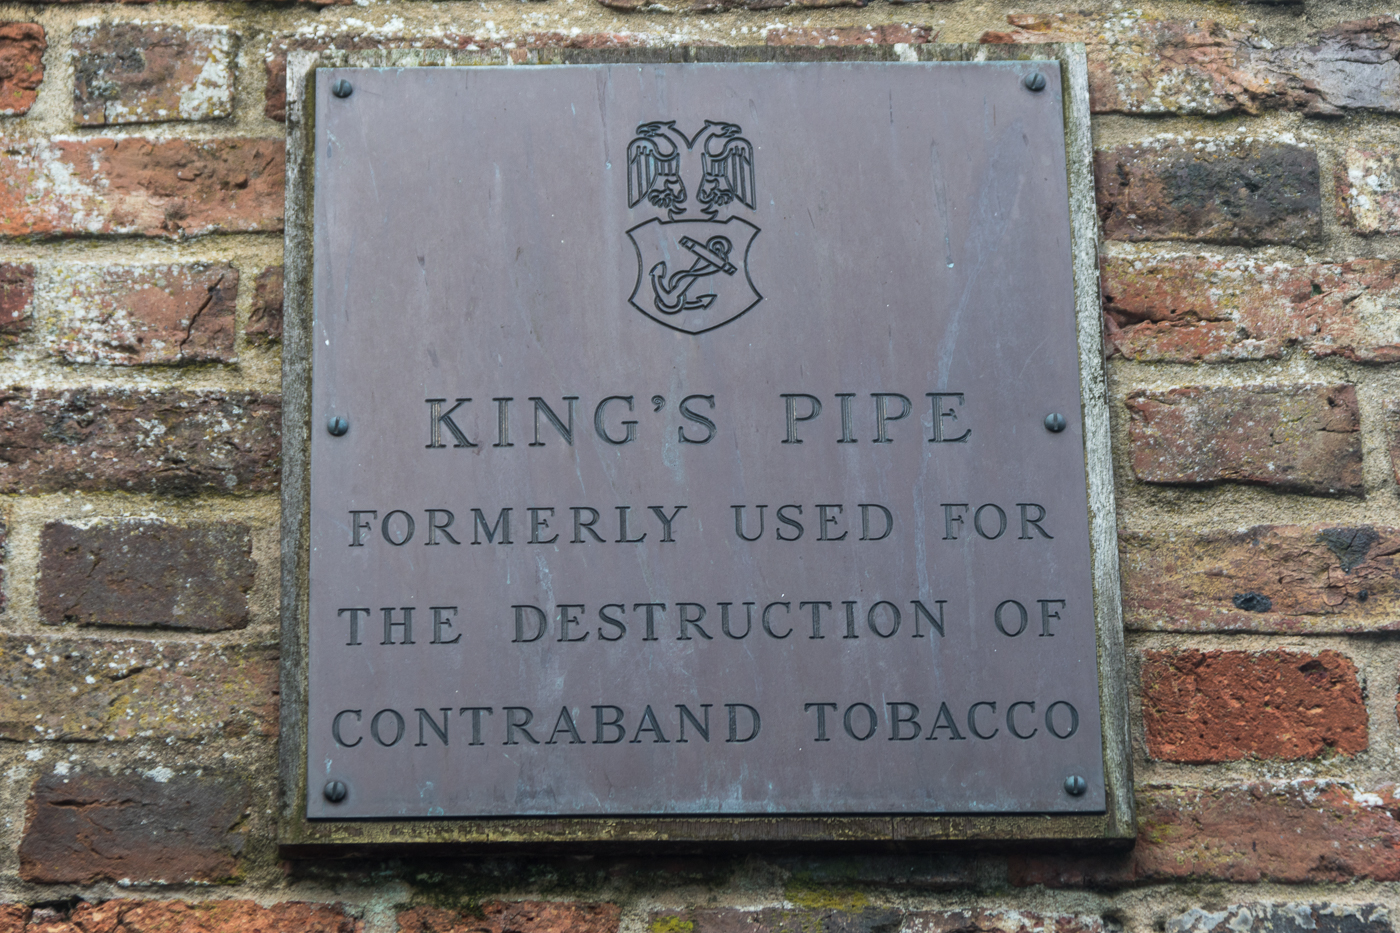 KING'S PIPE
FORMERLY USED FOR
THE DESTRUCTION OF
CONTRABAND TOBACCO